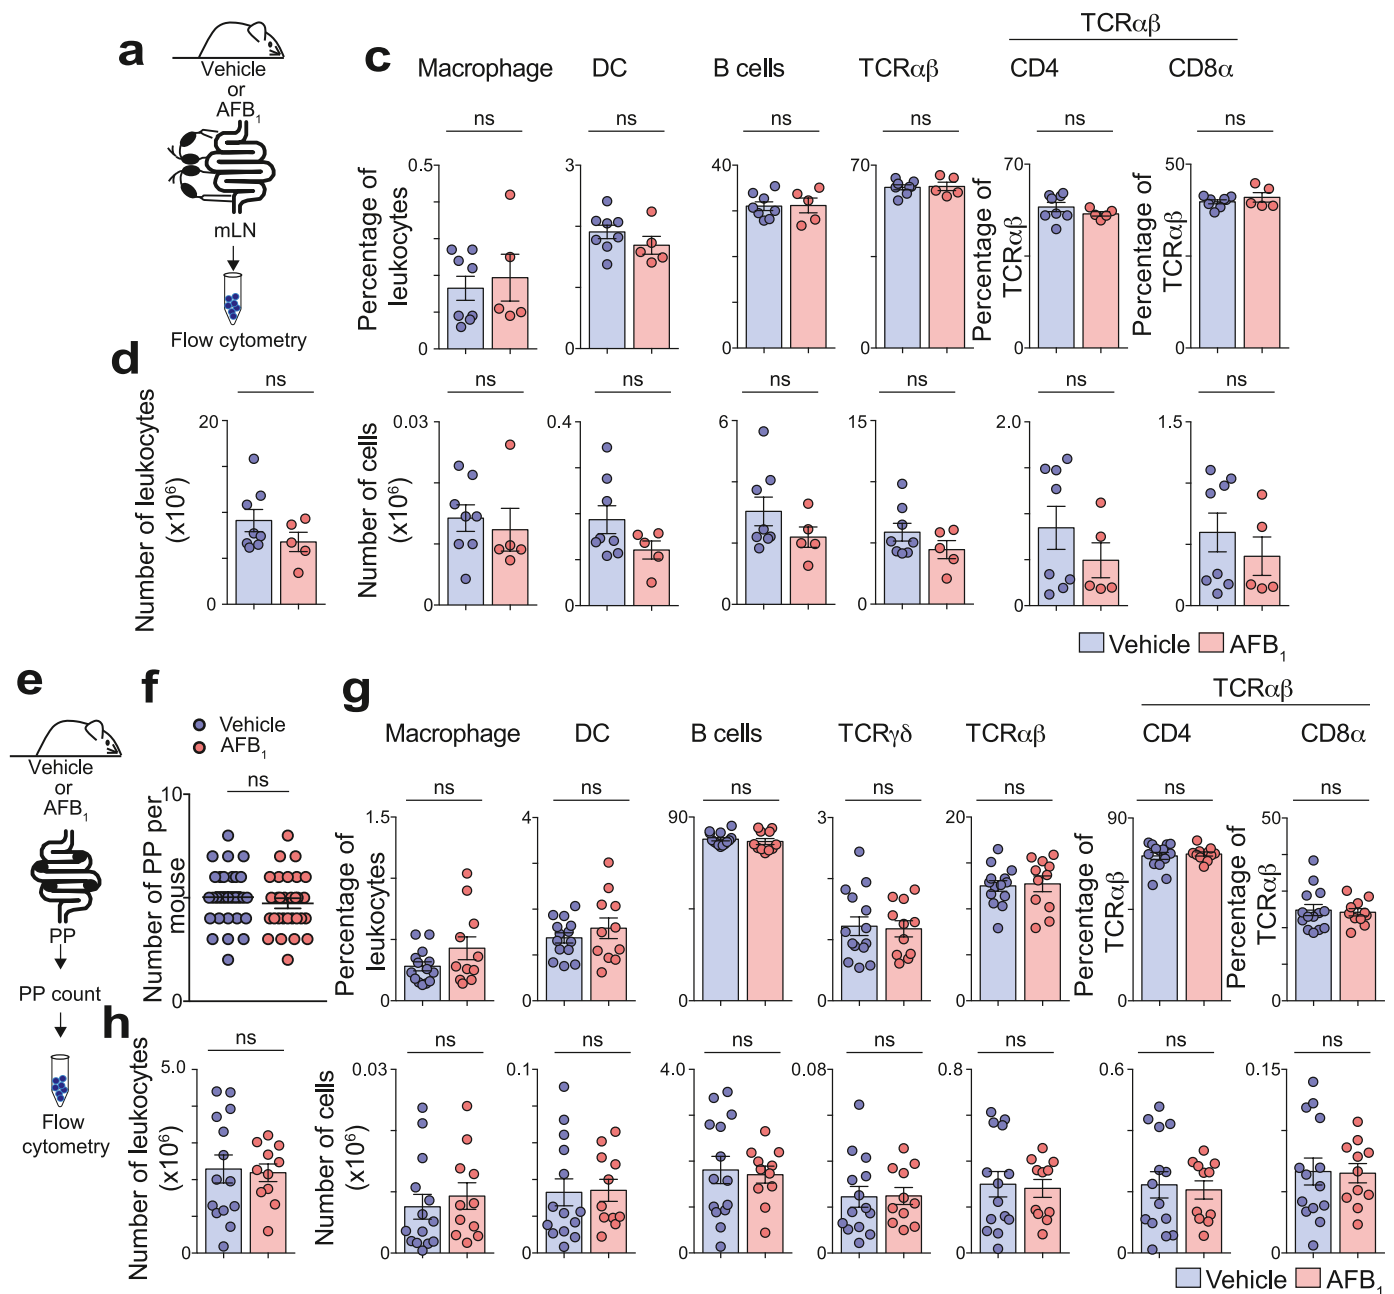 a
Vehicle
or
AFB1
mLN
Flow cytometry
c
TCRαβ
Macrophage
DC
B cells
TCRαβ
CD4
CD8α
ns
ns
ns
ns
ns
ns
Percentage of
leukocytes
0.5
0
3
0
40
0
70
0
Percentage of
TCRαβ
70
0
Percentage of
TCRαβ
50
0
d
ns
ns
ns
ns
ns
ns
ns
Number of leukocytes
(x10⁶)
20
0
Number of cells
(x10⁶)
0.03
0
0.4
0
6
0
15
0
2.0
0
1.5
0
Vehicle
AFB1
e
Vehicle
or
AFB1
PP
PP count
Flow
cytometry
f
Vehicle
AFB1
ns
Number of PP per
mouse
10
0
g
TCRαβ
Macrophage
DC
B cells
TCRγδ
TCRαβ
CD4
CD8α
ns
ns
ns
ns
ns
ns
ns
Percentage of
leukocytes
1.5
0
4
0
90
0
3
0
20
0
Percentage of
TCRαβ
90
0
Percentage of
TCRαβ
50
0
h
ns
ns
ns
ns
ns
ns
ns
ns
Number of leukocytes
(x10⁶)
5.0
0
Number of cells
(x10⁶)
0.03
0
0.1
0
4.0
0
0.08
0
0.8
0
0.6
0
0.15
0
Vehicle
AFB1